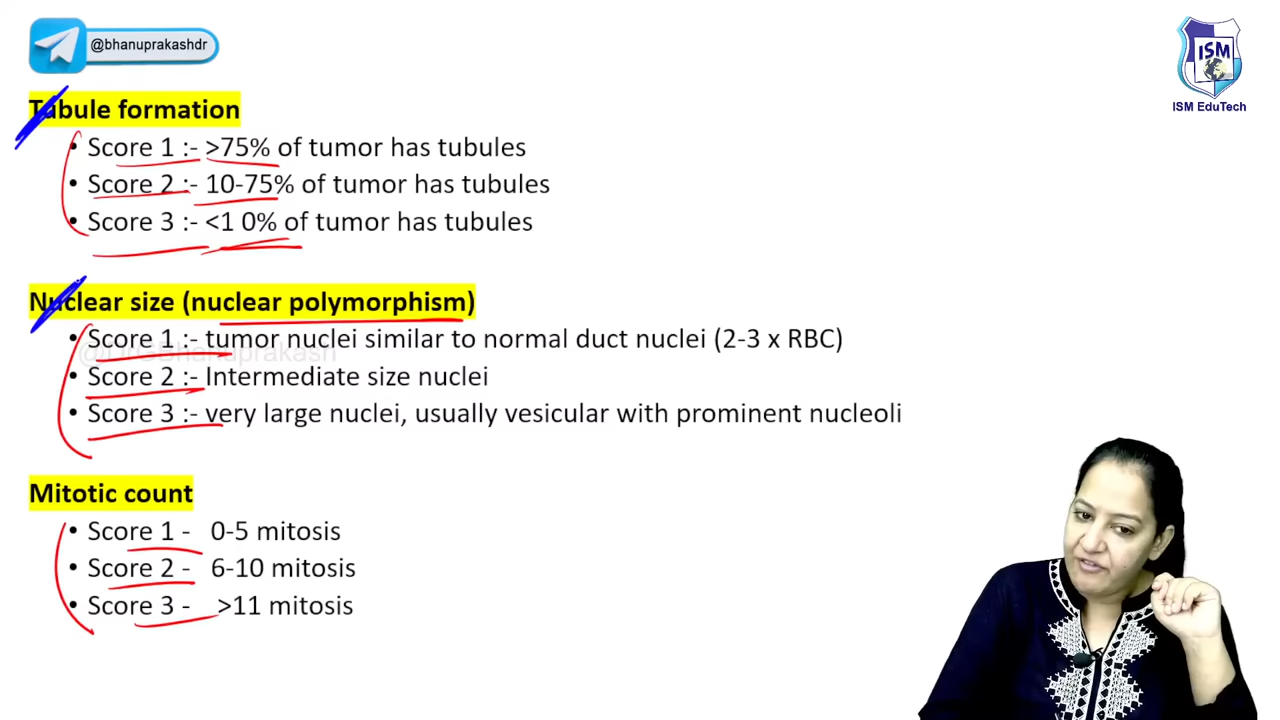 @bhanuprakashdr
ISM
ISM EduTech
Tubule formation
• Score 1 :- >75% of tumor has tubules
• Score 2 :- 10-75% of tumor has tubules
• Score 3 :- <1 0% of tumor has tubules
Nuclear size (nuclear polymorphism)
• Score 1 :- tumor nuclei similar to normal duct nuclei (2-3 x RBC)
• Score 2 :- Intermediate size nuclei
• Score 3 :- very large nuclei, usually vesicular with prominent nucleoli
Mitotic count
• Score 1 - 0-5 mitosis
• Score 2 - 6-10 mitosis
• Score 3 - >11 mitosis